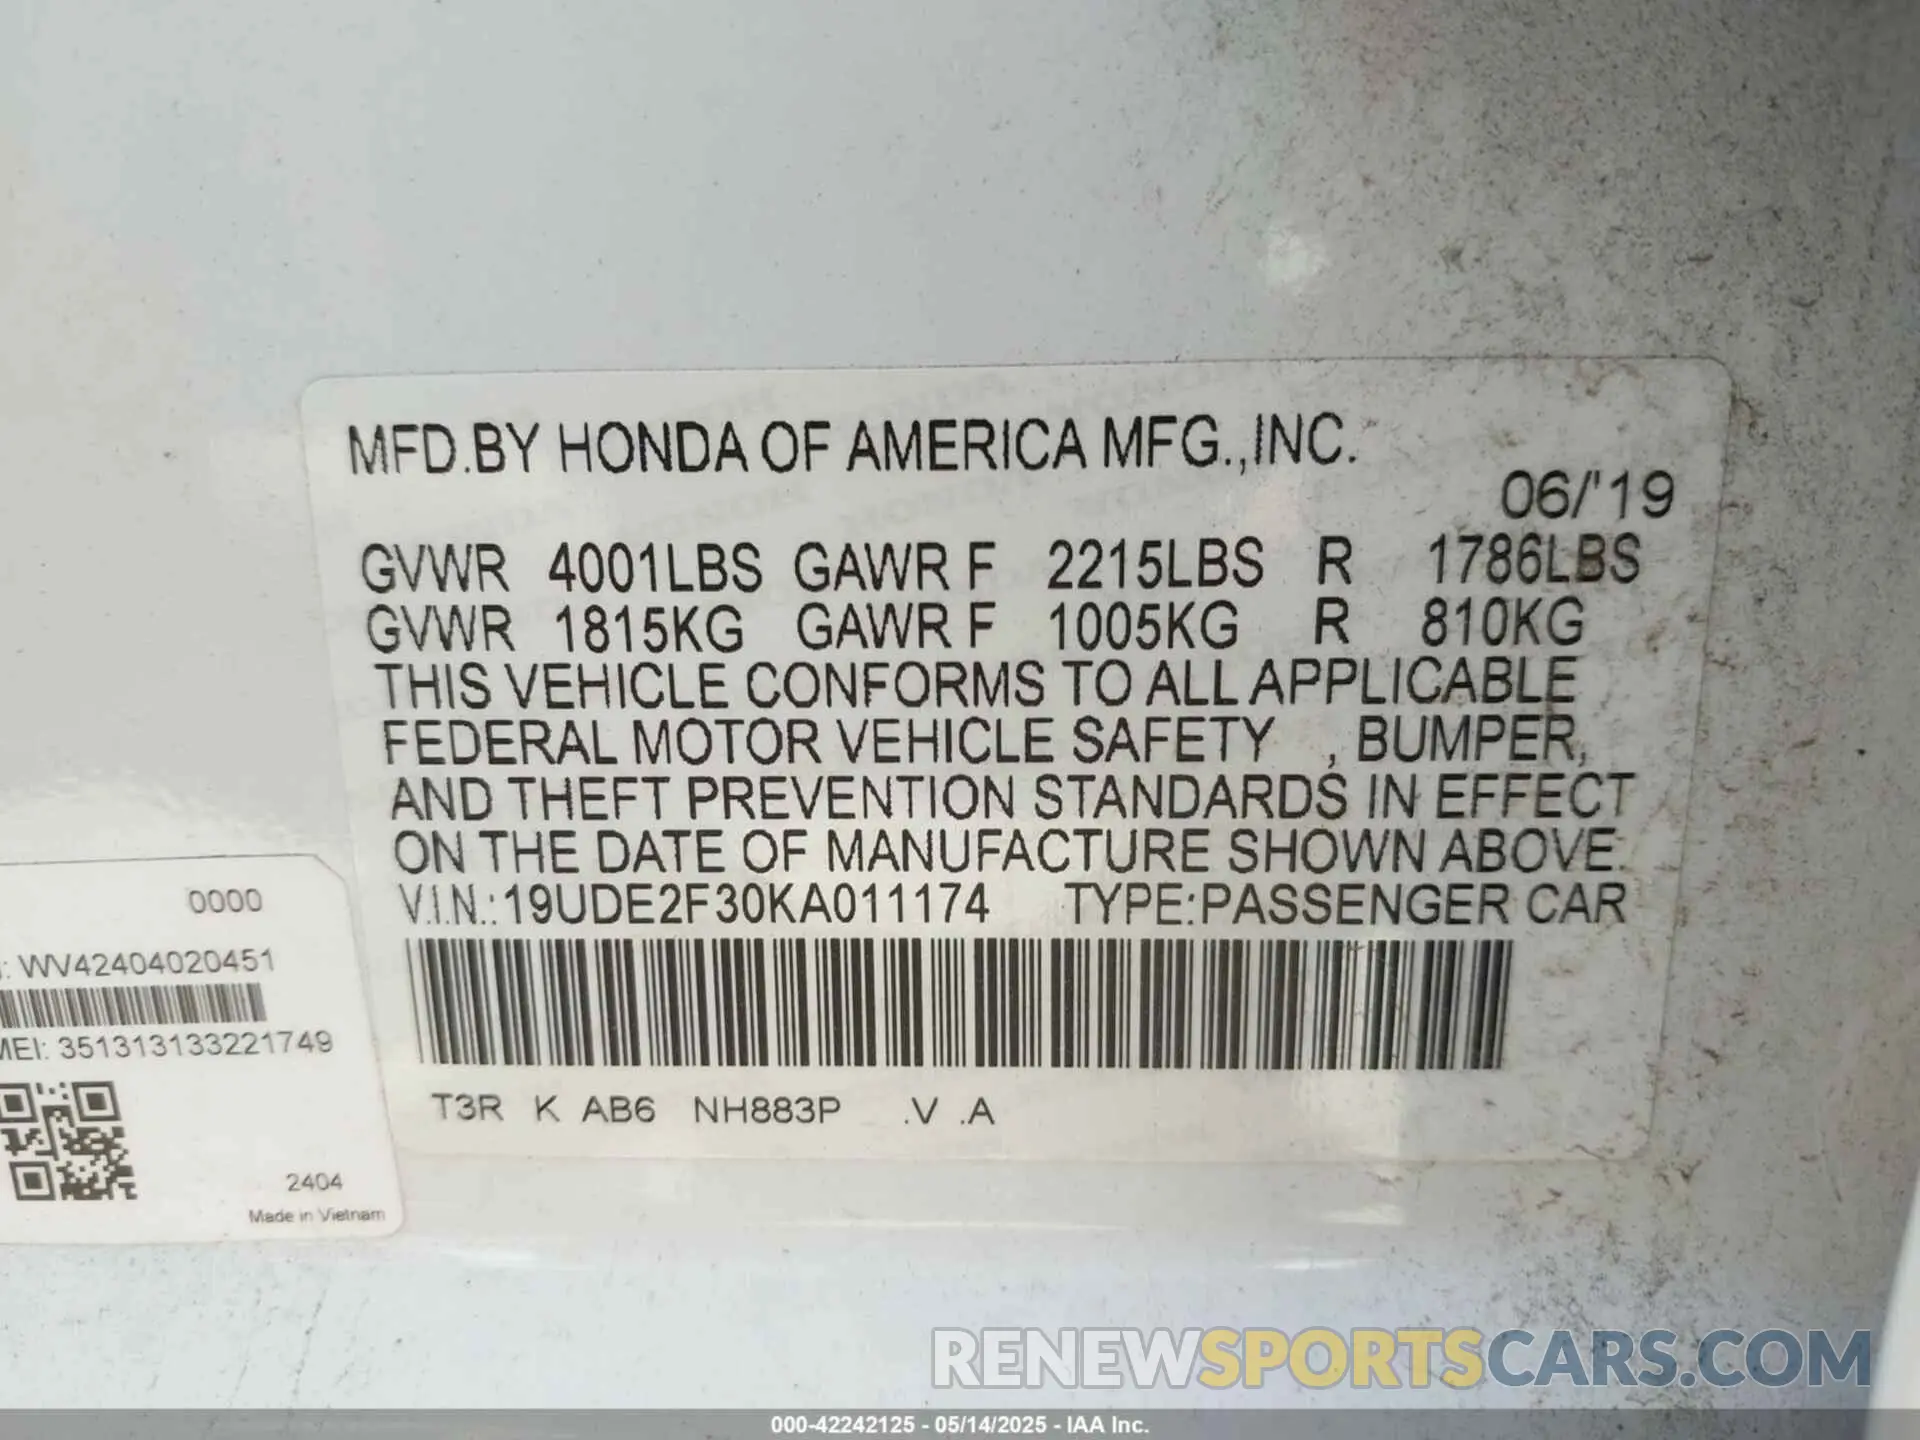 MFD.BY HONDA OF AMERICA MFG.,INC.
06/'19
GVWR 4001LBS GAWR F 2215LBS R 1786LBS
GVWR 1815KG GAWR F 1005KG R 810KG
THIS VEHICLE CONFORMS TO ALL APPLICABLE
FEDERAL MOTOR VEHICLE SAFETY , BUMPER,
AND THEFT PREVENTION STANDARDS IN EFFECT
ON THE DATE OF MANUFACTURE SHOWN ABOVE.
V.I.N.:19UDE2F30KA011174 TYPE:PASSENGER CAR
T3R K AB6 NH883P .V .A
0000
: WV42404020451
MEI: 351313133221749
2404
Made in Vietnam
RENEWSPORTSCARS.COM
000-42242125 - 05/14/2025 - IAA Inc.